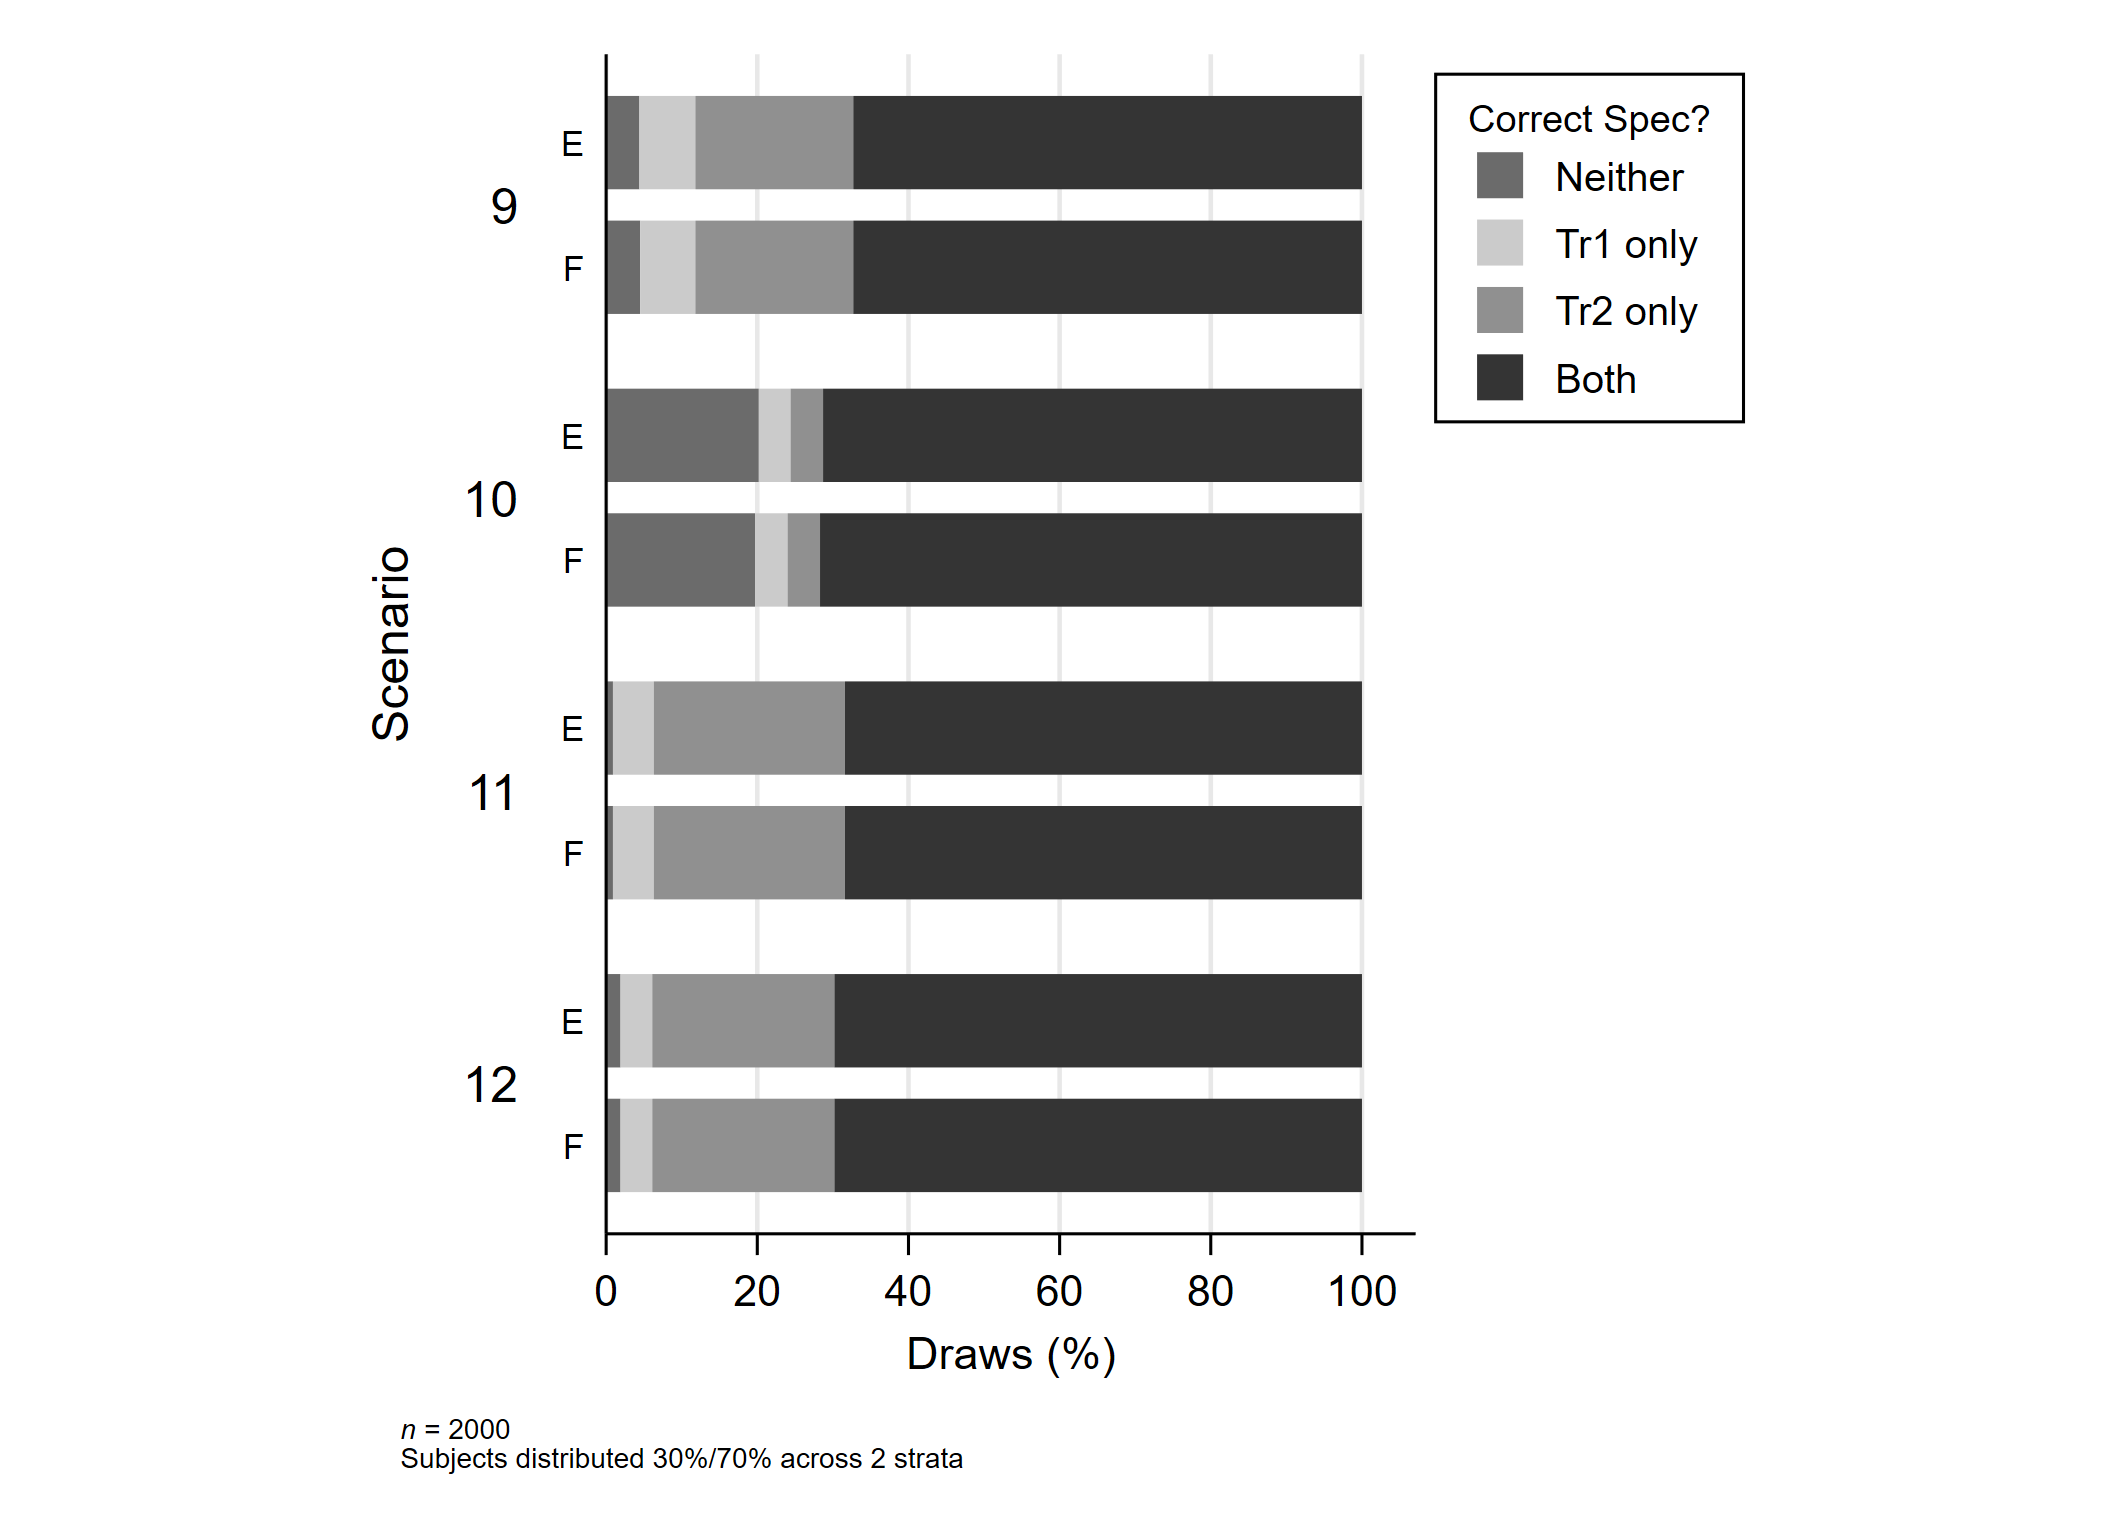 Correct Spec?
Neither
Tr1 only
Tr2 only
Both
Scenario
9
E
F
10
E
F
11
E
F
12
E
F
0 20 40 60 80 100
Draws (%)
n = 2000
Subjects distributed 30%/70% across 2 strata